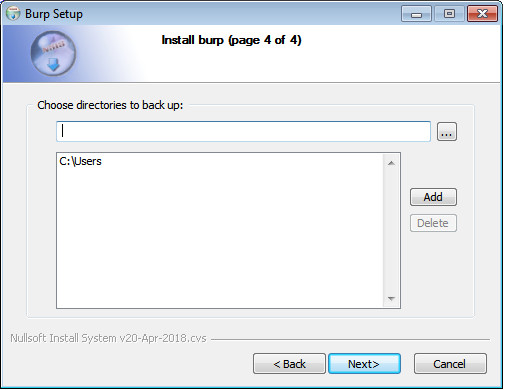 Burp Setup
Install burp (page 4 of 4)
Choose directories to back up:
...
C:\Users
Add
Delete
Nullsoft Install System v20-Apr-2018.cvs
< Back
Next>
Cancel